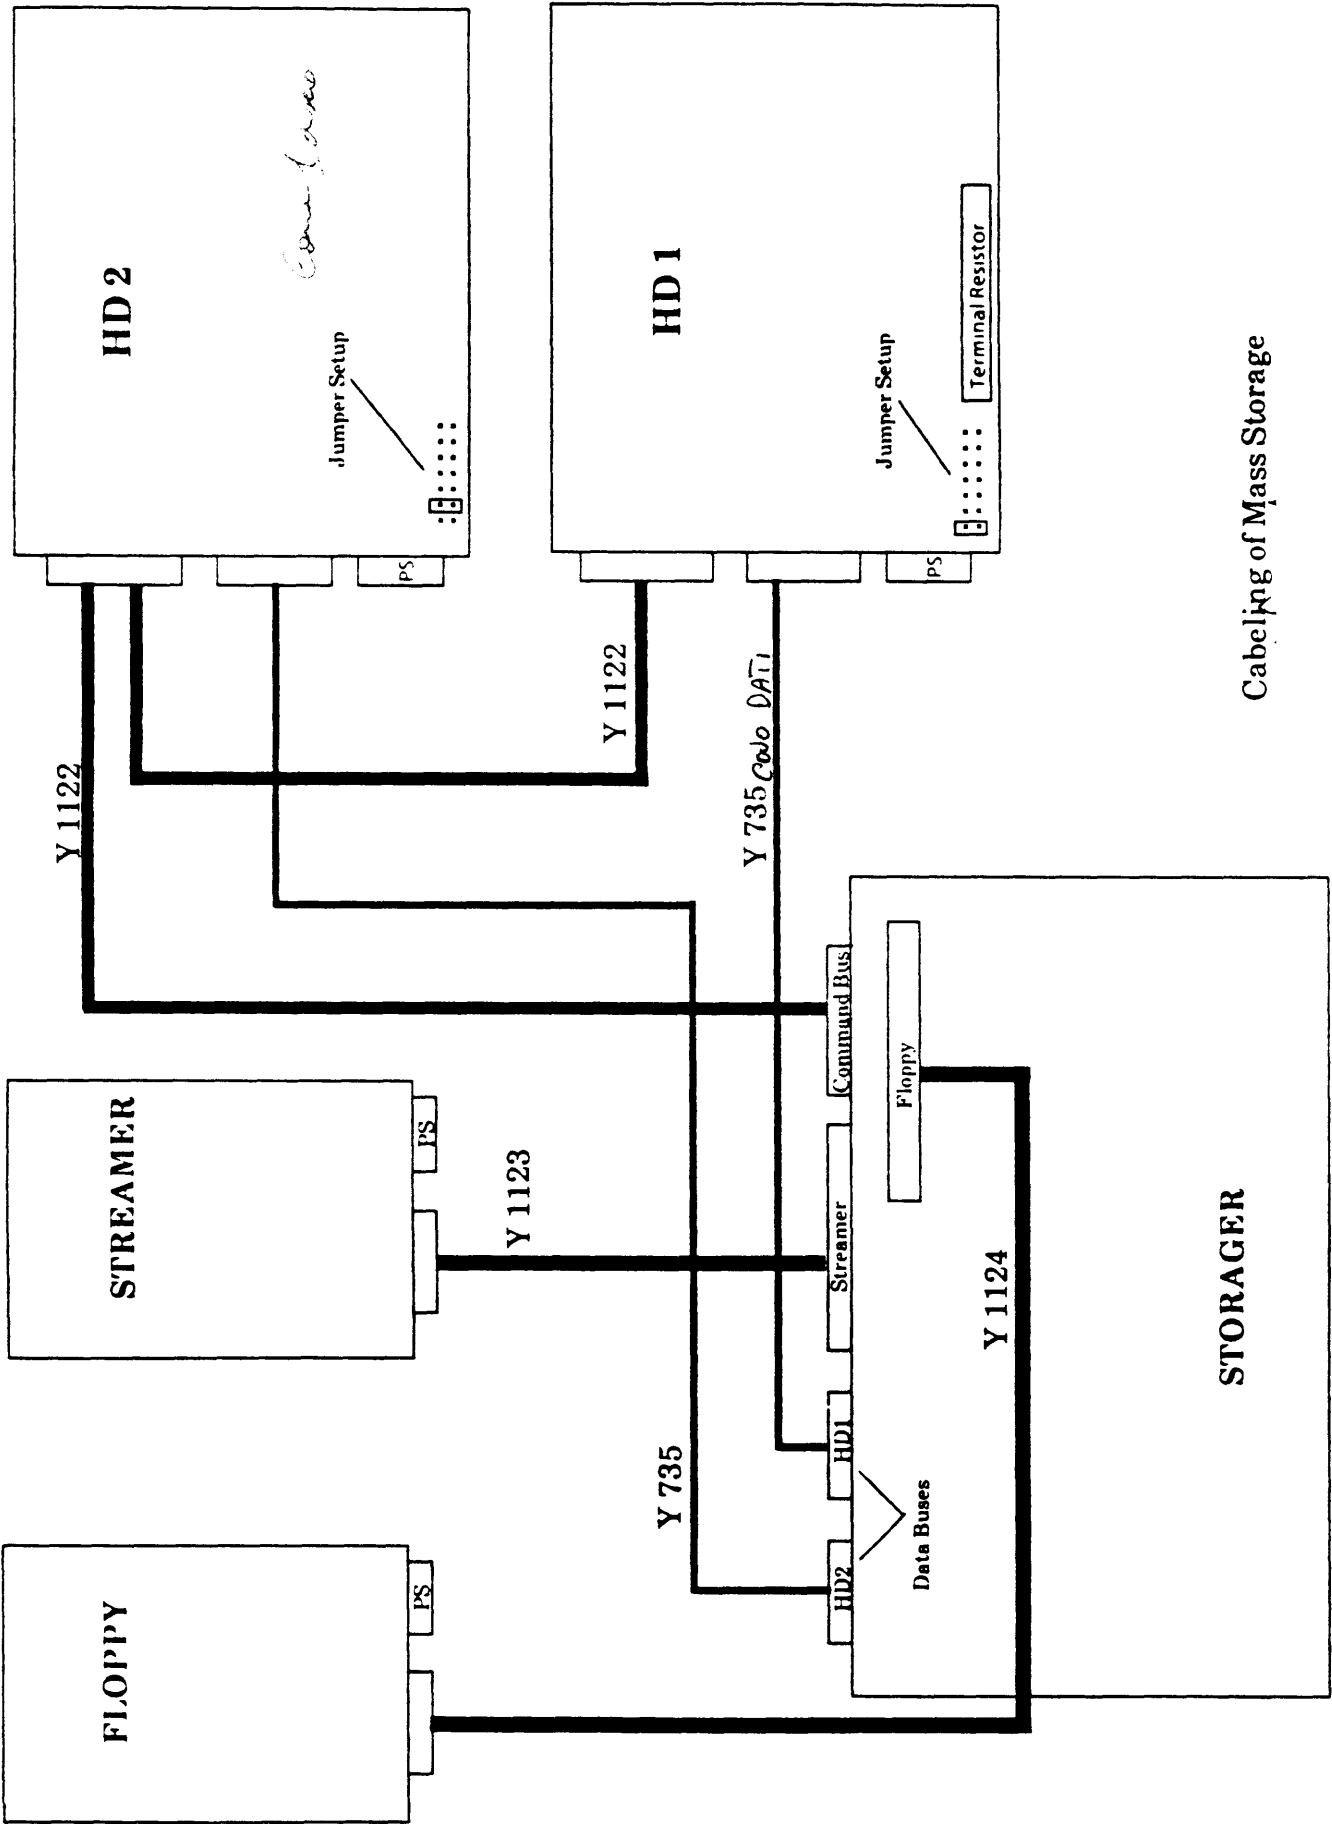 FLOPPY
PS
STREAMER
PS
Y 1122
HD 2
Jumper Setup
PS
Y 1123
Y 1122
HD 1
Jumper Setup
Terminal Resistor
PS
Y 735
Y 735
DATI
HD2
HD1
Streamer
Command Bus
Floppy
Data Buses
Y 1124
STORAGER
Cabeling of Mass Storage